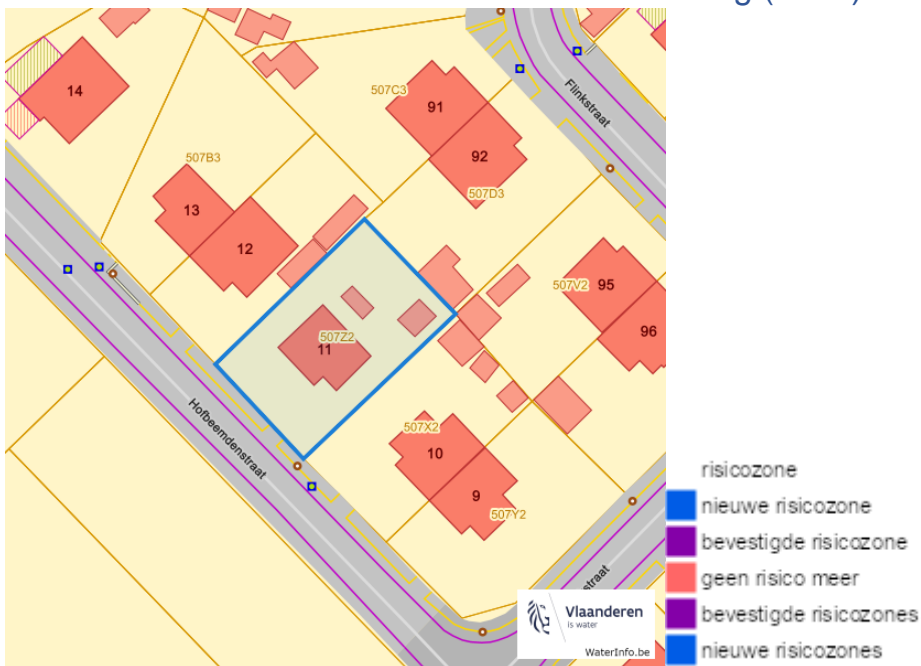 14
507C3
91
92
507D3
Flinkstraat
507B3
13
12
507V2
95
96
507Z2
11
Hofbeemdenstraat
507X2
10
9
507Y2
straat
Vlaanderen
is water
WaterInfo.be
risicozone
nieuwe risicozone
bevestigde risicozone
geen risico meer
bevestigde risicozones
nieuwe risicozones